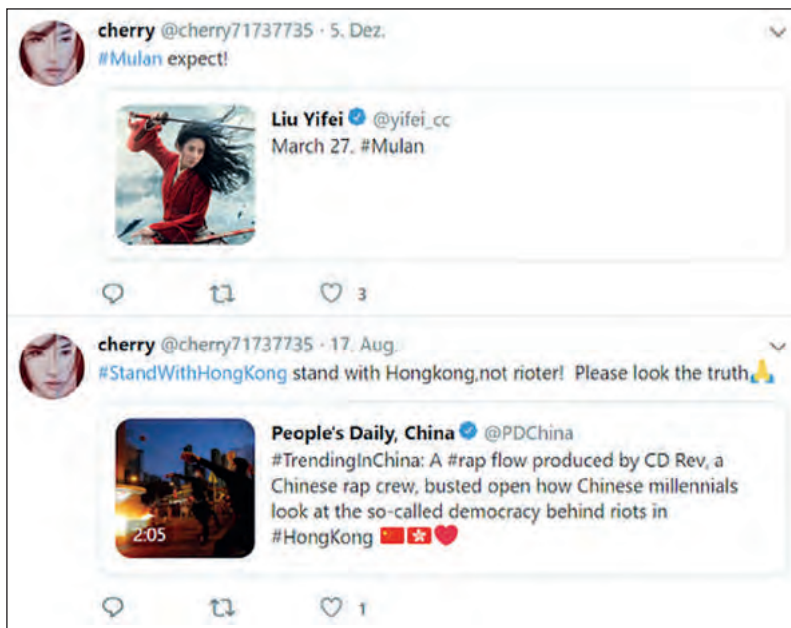 cherry @cherry71737735 · 5. Dez.
#Mulan expect!
Liu Yifei @yifei_cc
March 27. #Mulan
3
cherry @cherry71737735 · 17. Aug.
#StandWithHongKong stand with Hongkong,not rioter! Please look the truth🙏
People's Daily, China @PDChina
#TrendingInChina: A #rap flow produced by CD Rev, a
Chinese rap crew, busted open how Chinese millennials
look at the so-called democracy behind riots in
#HongKong 🇨🇳🇭🇰❤
2:05
1